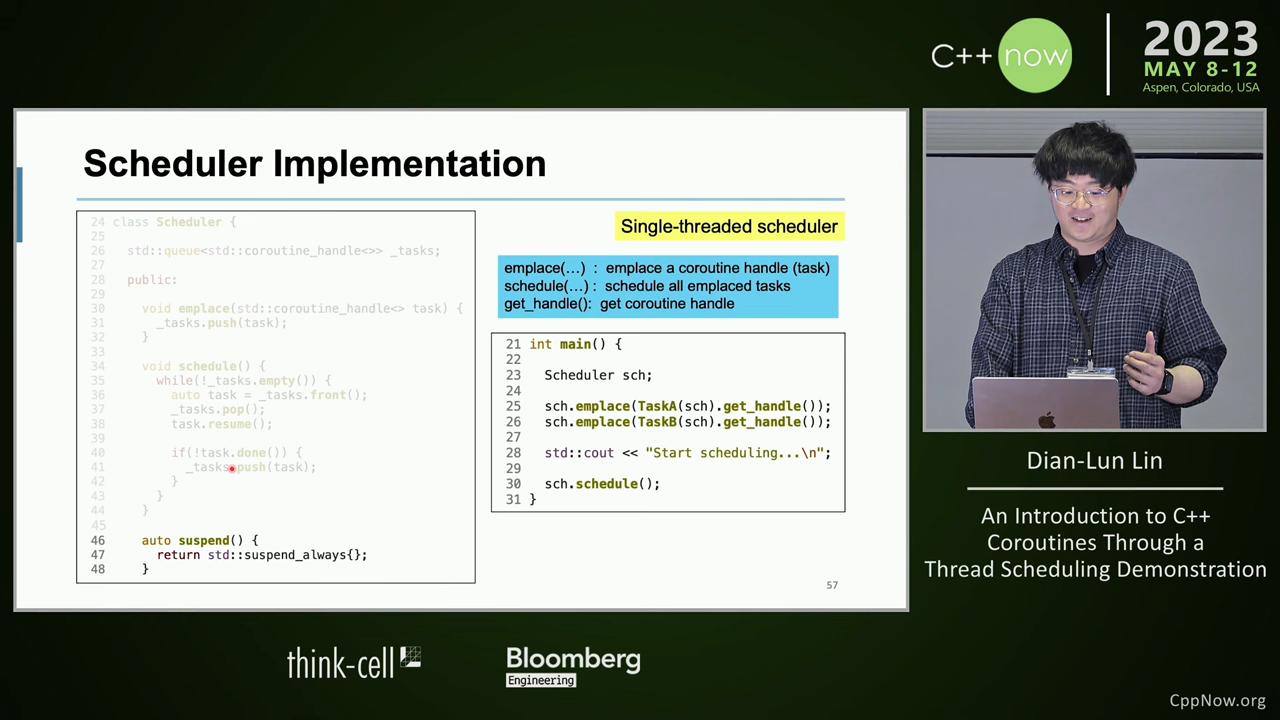 C++ now
2023
MAY 8-12
Aspen, Colorado, USA
Scheduler Implementation
24 class Scheduler {
25
26   std::queue<std::coroutine_handle<>> _tasks;
27
28   public:
29
30     void emplace(std::coroutine_handle<> task) {
31       _tasks.push(task);
32     }
33
34     void schedule() {
35       while(!_tasks.empty()) {
36         auto task = _tasks.front();
37         _tasks.pop();
38         task.resume();
39
40         if(!task.done()) {
41           _tasks.push(task);
42         }
43       }
44     }
45
46     auto suspend() {
47       return std::suspend_always{};
48     }
Single-threaded scheduler
emplace(…) : emplace a coroutine handle (task)
schedule(…) : schedule all emplaced tasks
get_handle(): get coroutine handle
21 int main() {
22
23   Scheduler sch;
24
25   sch.emplace(TaskA(sch).get_handle());
26   sch.emplace(TaskB(sch).get_handle());
27
28   std::cout << "Start scheduling...\n";
29
30   sch.schedule();
31 }
57
Dian-Lun Lin
An Introduction to C++
Coroutines Through a
Thread Scheduling Demonstration
think-cell
Bloomberg
Engineering
CppNow.org